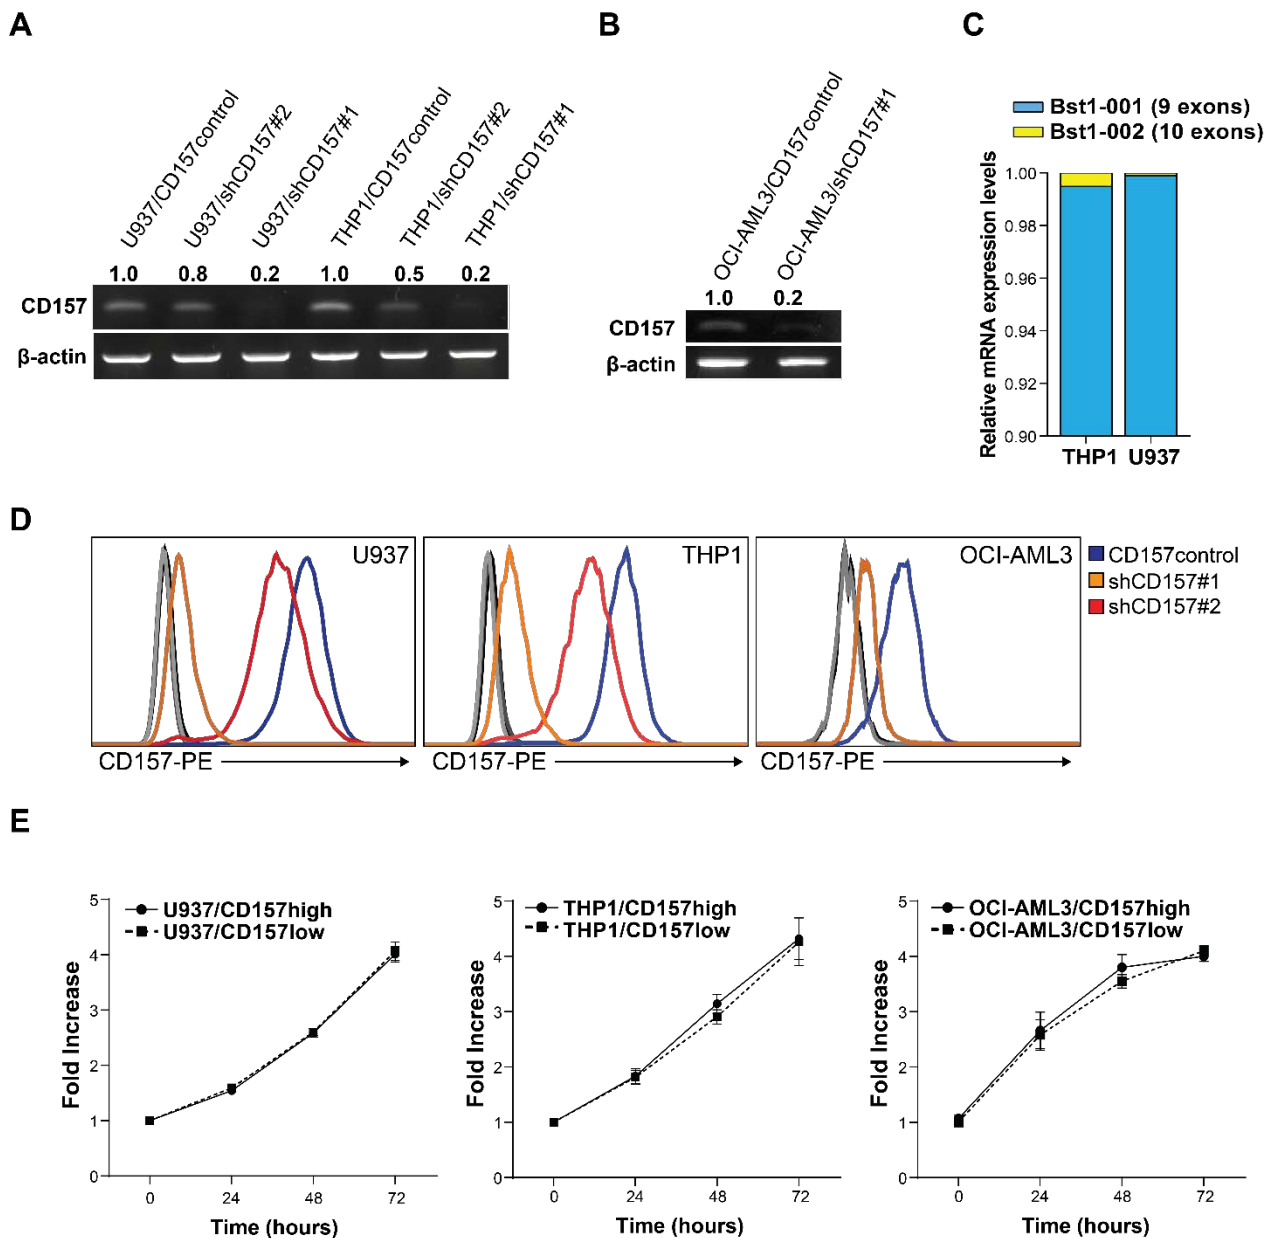 A
B
C
U937/CD157control
U937/shCD157#2
U937/shCD157#1
THP1/CD157control
THP1/shCD157#2
THP1/shCD157#1
1.0 0.8 0.2 1.0 0.5 0.2
CD157
β-actin
OCI-AML3/CD157control
OCI-AML3/shCD157#1
1.0 0.2
CD157
β-actin
Bst1-001 (9 exons)
Bst1-002 (10 exons)
Relative mRNA expression levels
1.00
0.98
0.96
0.94
0.92
0.90
THP1 U937
D
U937
CD157-PE
THP1
CD157-PE
OCI-AML3
CD157-PE
CD157control
shCD157#1
shCD157#2
E
U937/CD157high
U937/CD157low
Fold Increase
5
4
3
2
1
0
0 24 48 72
Time (hours)
THP1/CD157high
THP1/CD157low
Fold Increase
5
4
3
2
1
0
0 24 48 72
Time (hours)
OCI-AML3/CD157high
OCI-AML3/CD157low
Fold Increase
5
4
3
2
1
0
0 24 48 72
Time (hours)